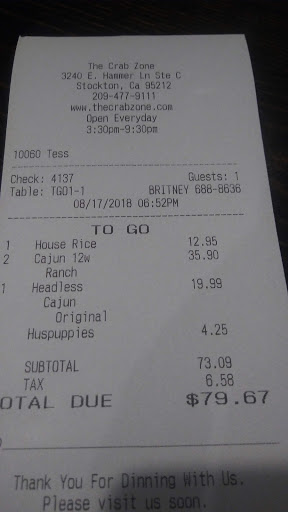 The Crab Zone
3240 E. Hammer Ln Ste C
Stockton, Ca 95212
209-477-9111
www.thecrabzone.com
Open Everyday
3:30pm-9:30pm
10060 Tess
Check: 4137 Guests: 1
Table: TG01-1 BRITNEY 688-8636
08/17/2018 06:52PM
TO GO
1 House Rice 12.95
2 Cajun 12w 35.90
Ranch
1 Headless 19.99
Cajun
Original
Huspuppies 4.25
SUBTOTAL 73.09
TAX 6.58
OTAL DUE $79.67
Thank You For Dinning With Us.
Please visit us soon.